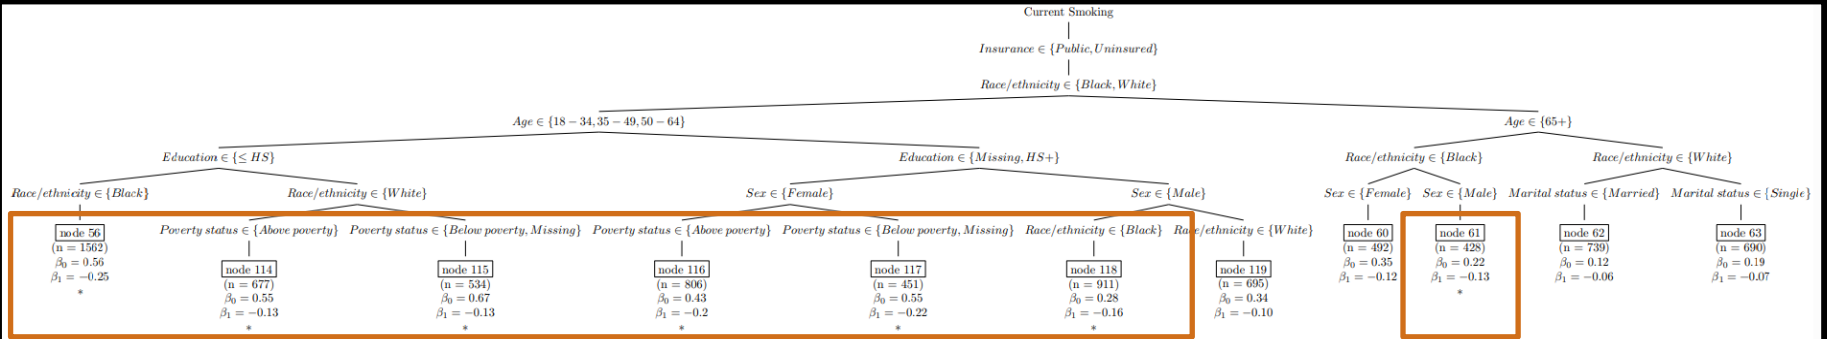 Current Smoking
Insurance ∈ {Public, Uninsured}
Race/ethnicity ∈ {Black, White}
Age ∈ {18 − 34, 35 − 49, 50 − 64}
Age ∈ {65+}
Education ∈ {≤ HS}
Education ∈ {Missing, HS+}
Race/ethnicity ∈ {Black}
Race/ethnicity ∈ {White}
Race/ethnicity ∈ {Black}
Race/ethnicity ∈ {White}
Sex ∈ {Female}
Sex ∈ {Male}
Sex ∈ {Female}
Sex ∈ {Male}
Marital status ∈ {Married}
Marital status ∈ {Single}
node 56
(n = 1562)
β0 = 0.56
β1 = −0.25
*
Poverty status ∈ {Above poverty}
node 114
(n = 677)
β0 = 0.55
β1 = −0.13
*
Poverty status ∈ {Below poverty, Missing}
node 115
(n = 534)
β0 = 0.67
β1 = −0.13
*
Poverty status ∈ {Above poverty}
node 116
(n = 806)
β0 = 0.43
β1 = −0.2
*
Poverty status ∈ {Below poverty, Missing}
node 117
(n = 451)
β0 = 0.55
β1 = −0.22
*
Race/ethnicity ∈ {Black}
node 118
(n = 911)
β0 = 0.28
β1 = −0.16
*
Race/ethnicity ∈ {White}
node 119
(n = 695)
β0 = 0.34
β1 = −0.10
node 60
(n = 492)
β0 = 0.35
β1 = −0.12
node 61
(n = 428)
β0 = 0.22
β1 = −0.13
*
node 62
(n = 739)
β0 = 0.12
β1 = −0.06
node 63
(n = 690)
β0 = 0.19
β1 = −0.07